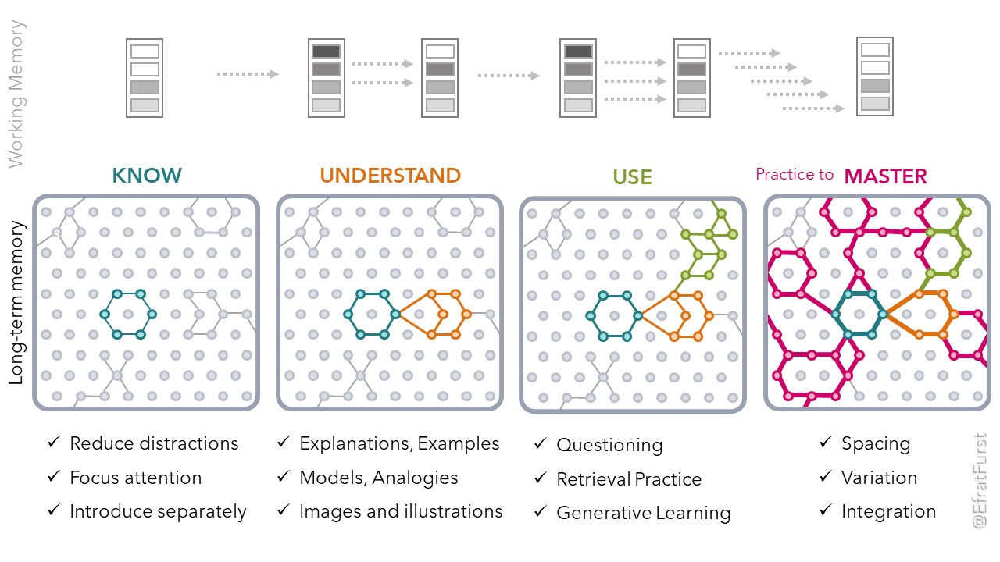 Working Memory
KNOW
UNDERSTAND
USE
Practice to MASTER
Long-term memory
Reduce distractions
Focus attention
Introduce separately
Explanations, Examples
Models, Analogies
Images and illustrations
Questioning
Retrieval Practice
Generative Learning
Spacing
Variation
Integration
@EfratFurst